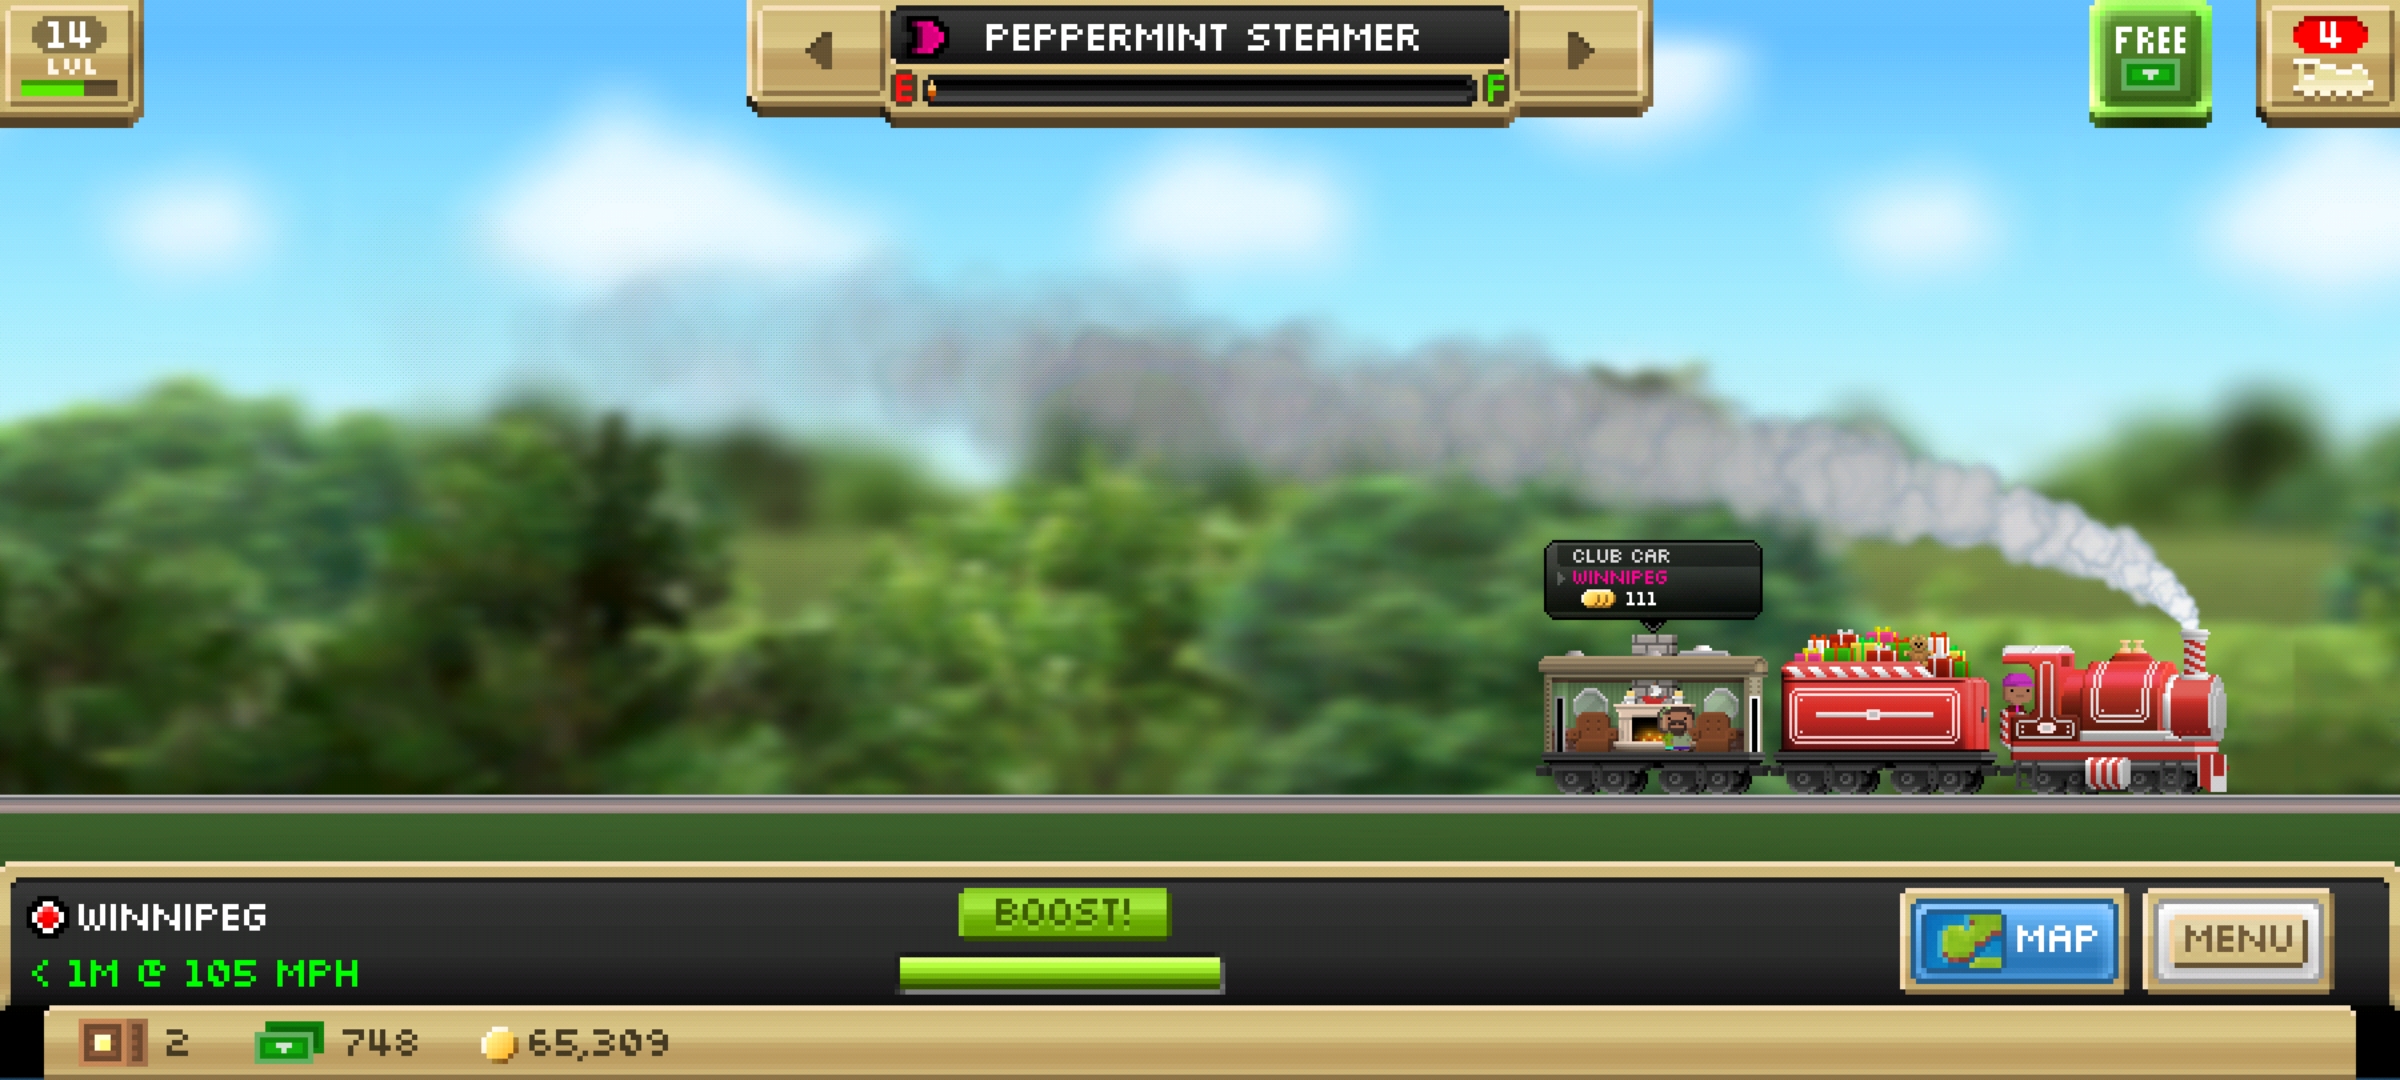 14
LVL
PEPPERMINT STEAMER
E F
FREE
4
CLUB CAR
WINNIPEG
111
WINNIPEG
< 1M @ 105 MPH
BOOST!
MAP
MENU
2 748 65,309